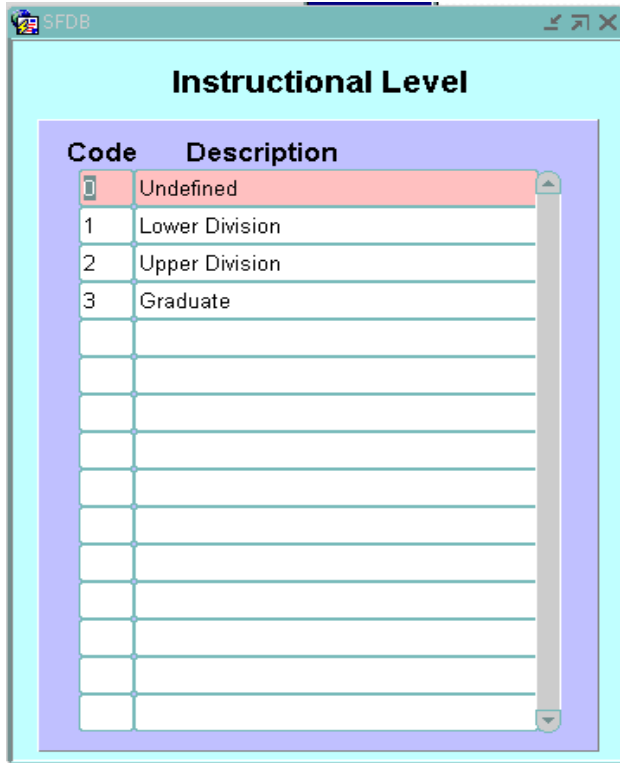 SFDB
Instructional Level
Code Description
0 Undefined
1 Lower Division
2 Upper Division
3 Graduate